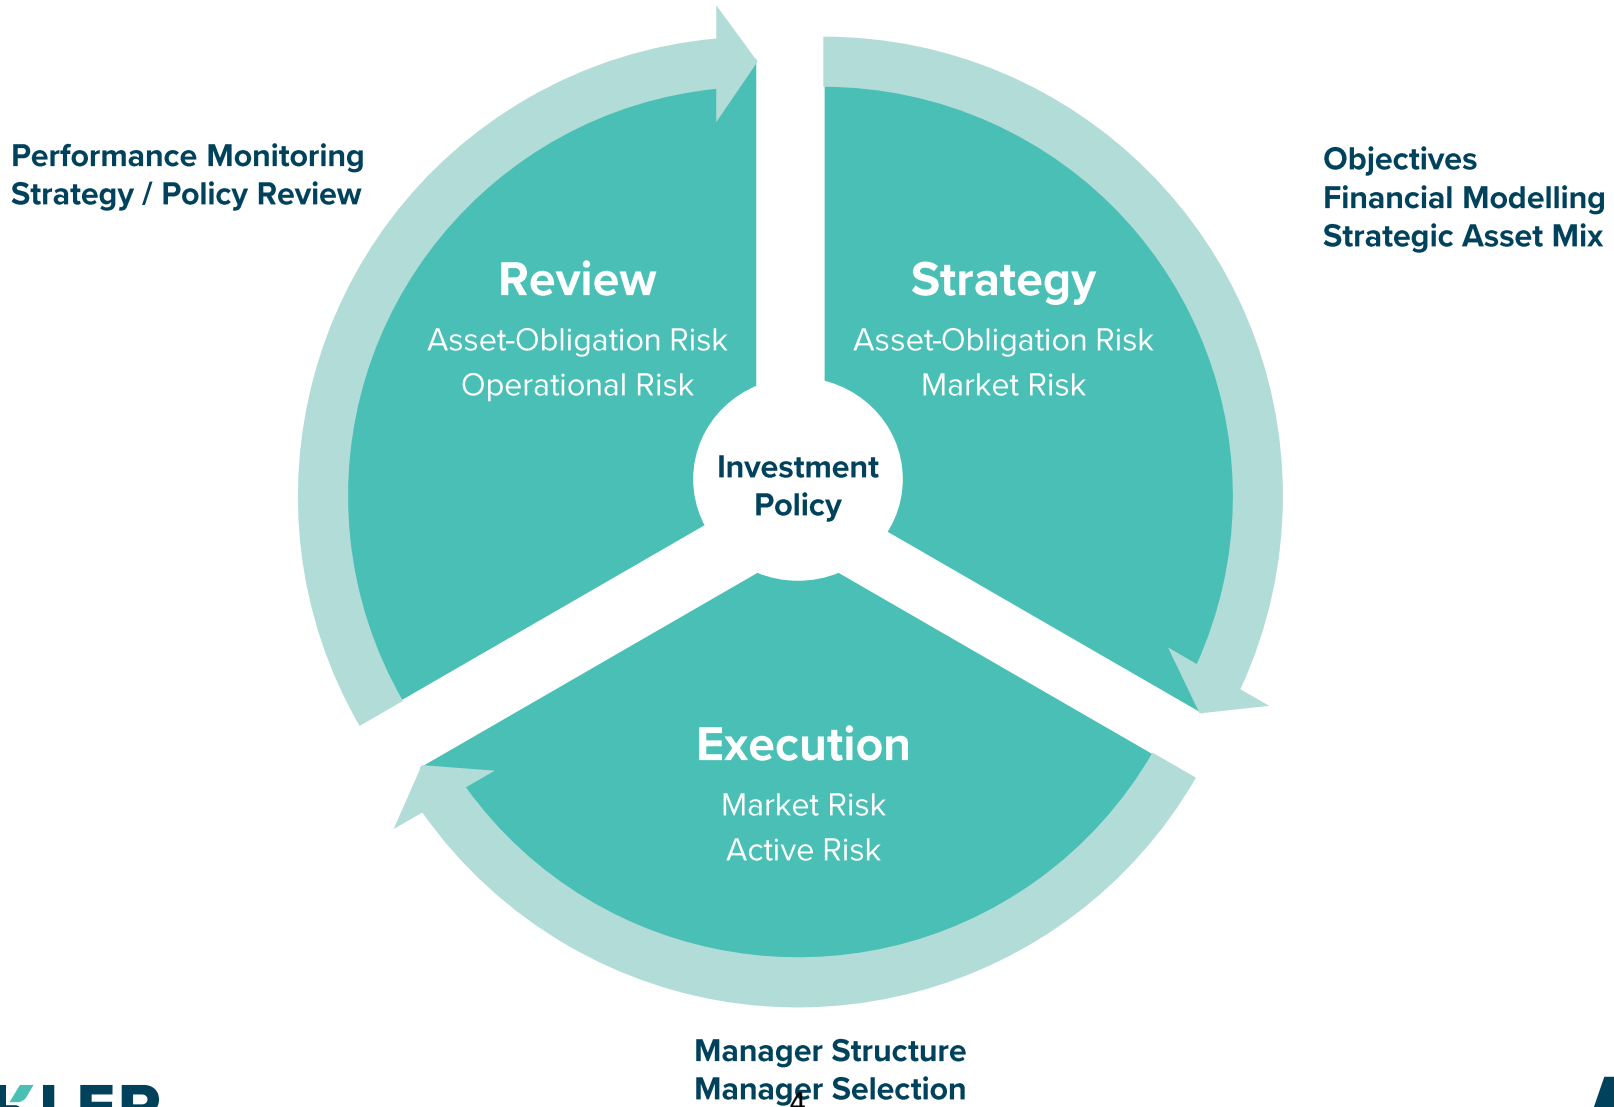 Performance Monitoring
Strategy / Policy Review
Objectives
Financial Modelling
Strategic Asset Mix
Review
Asset-Obligation Risk
Operational Risk
Strategy
Asset-Obligation Risk
Market Risk
Investment
Policy
Execution
Market Risk
Active Risk
Manager Structure
Manager Selection
4